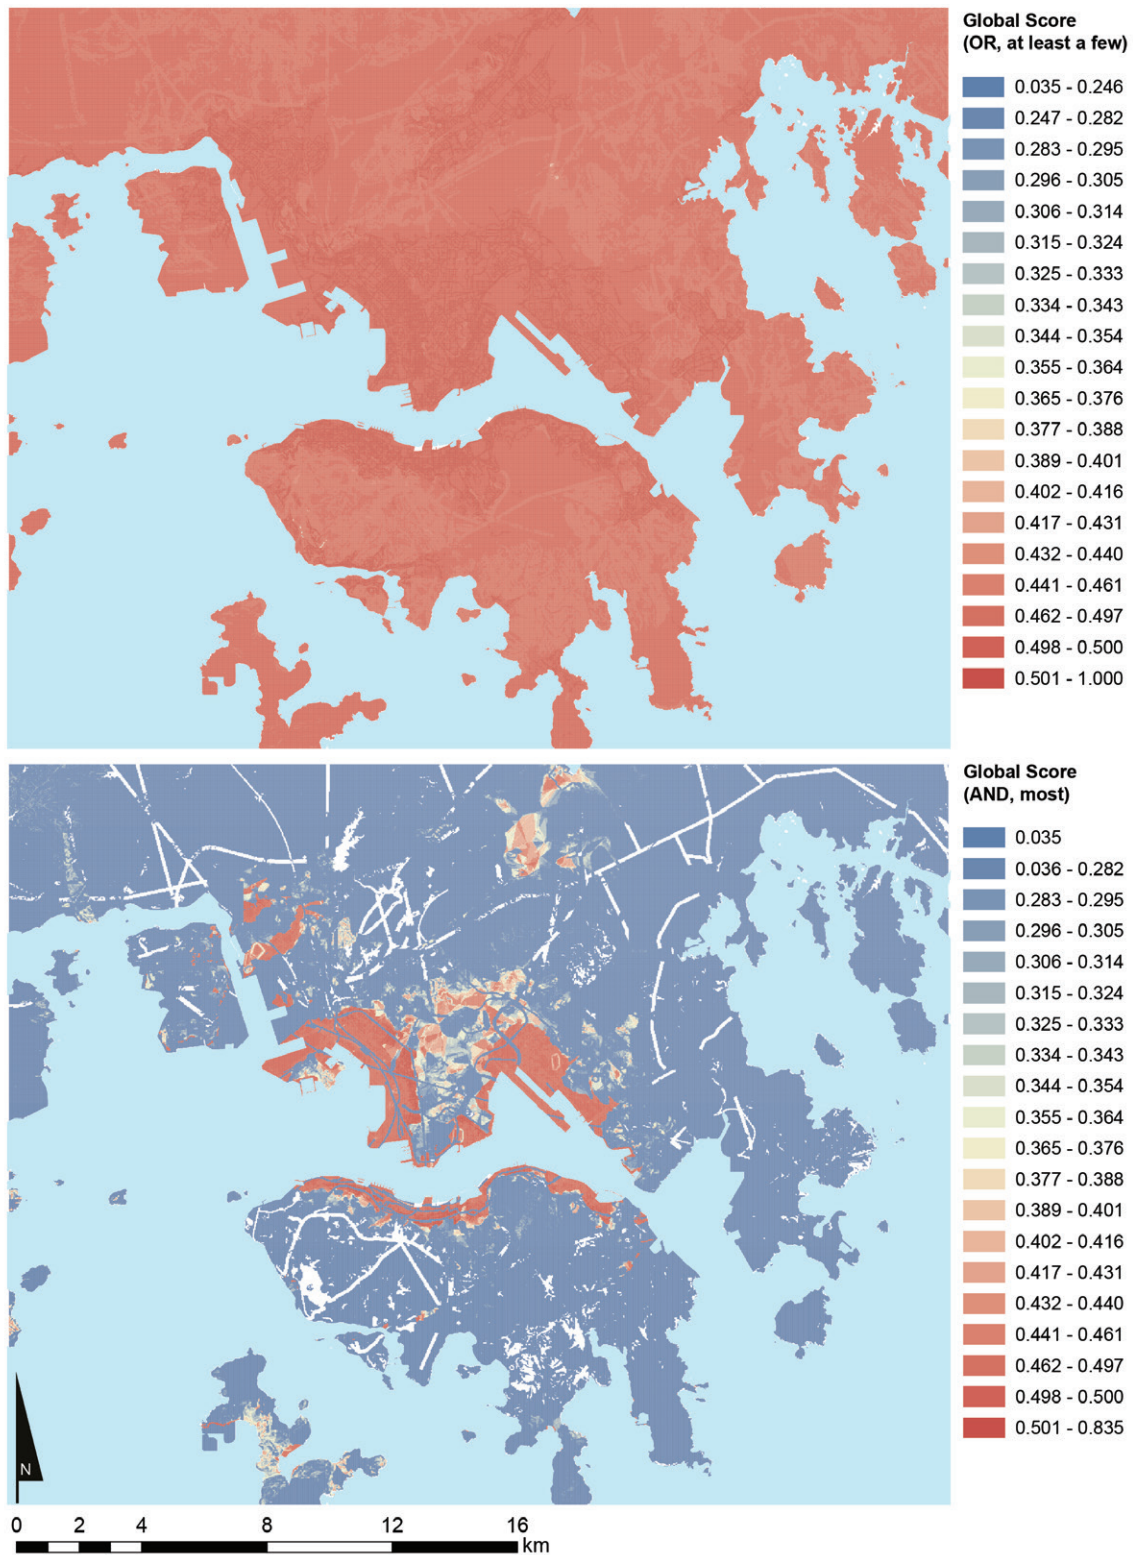 Global Score
(OR, at least a few)
0.035 - 0.246
0.247 - 0.282
0.283 - 0.295
0.296 - 0.305
0.306 - 0.314
0.315 - 0.324
0.325 - 0.333
0.334 - 0.343
0.344 - 0.354
0.355 - 0.364
0.365 - 0.376
0.377 - 0.388
0.389 - 0.401
0.402 - 0.416
0.417 - 0.431
0.432 - 0.440
0.441 - 0.461
0.462 - 0.497
0.498 - 0.500
0.501 - 1.000
Global Score
(AND, most)
0.035
0.036 - 0.282
0.283 - 0.295
0.296 - 0.305
0.306 - 0.314
0.315 - 0.324
0.325 - 0.333
0.334 - 0.343
0.344 - 0.354
0.355 - 0.364
0.365 - 0.376
0.377 - 0.388
0.389 - 0.401
0.402 - 0.416
0.417 - 0.431
0.432 - 0.440
0.441 - 0.461
0.462 - 0.497
0.498 - 0.500
0.501 - 0.835
N
0 2 4 8 12 16
km